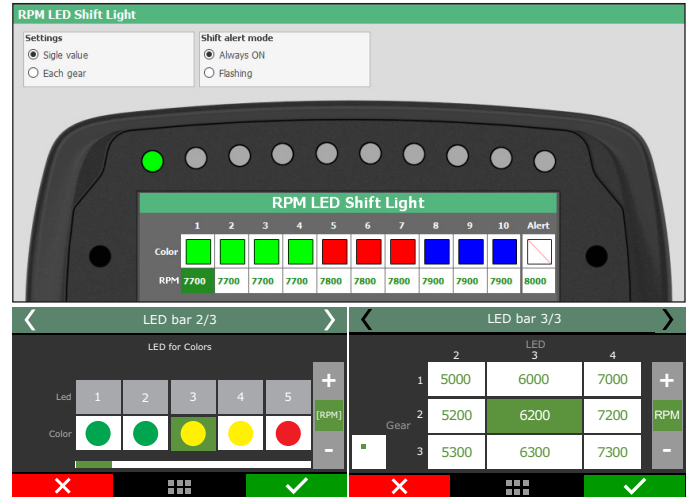 RPM LED Shift Light
Settings
Sigle value
Each gear
Shift alert mode
Always ON
Flashing
RPM LED Shift Light
1 2 3 4 5 6 7 8 9 10 Alert
Color
RPM 7700 7700 7700 7700 7800 7800 7800 7900 7900 7900 8000
LED bar 2/3
LED for Colors
Led 1 2 3 4 5
Color
+
[RPM]
-
LED bar 3/3
LED
2 3 4
Gear
1 5000 6000 7000
2 5200 6200 7200
3 5300 6300 7300
+
RPM
-